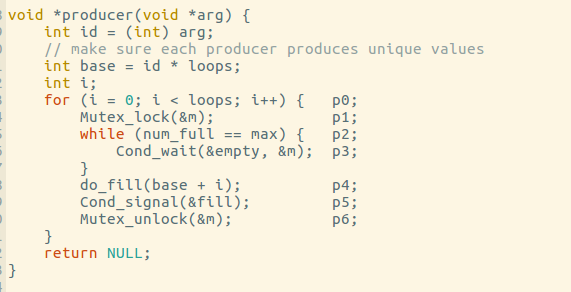 void *producer(void *arg) {
    int id = (int) arg;
    // make sure each producer produces unique values
    int base = id * loops;
    int i;
    for (i = 0; i < loops; i++) {   p0;
        Mutex_lock(&m);             p1;
        while (num_full == max) {   p2;
            Cond_wait(&empty, &m);  p3;
        }
        do_fill(base + i);          p4;
        Cond_signal(&fill);         p5;
        Mutex_unlock(&m);           p6;
    }
    return NULL;
}